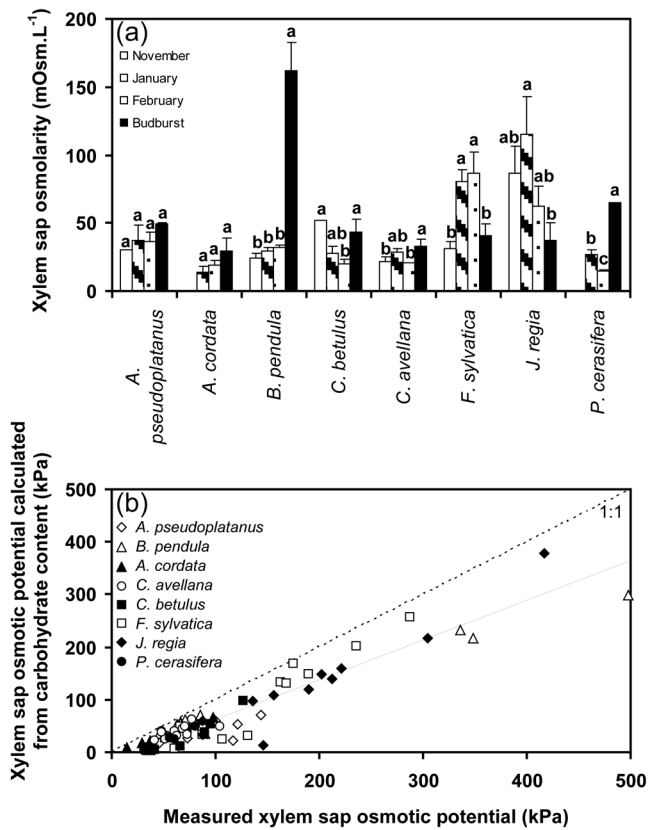 (a)
Xylem sap osmolarity (mOsm.L⁻¹)
200
150
100
50
0
November
January
February
Budburst
a a a a
a a a a
b b b a
a ab b a
b ab b a
b a a b
ab a ab b
b c a
A. pseudoplatanus
A. cordata
B. pendula
C. betulus
C. avellana
F. sylvatica
J. regia
P. cerasifera
(b)
Xylem sap osmotic potential calculated
from carbohydrate content (kPa)
500
400
300
200
100
0
A. pseudoplatanus
B. pendula
A. cordata
C. avellana
C. betulus
F. sylvatica
J. regia
P. cerasifera
1:1
0 100 200 300 400 500
Measured xylem sap osmotic potential (kPa)